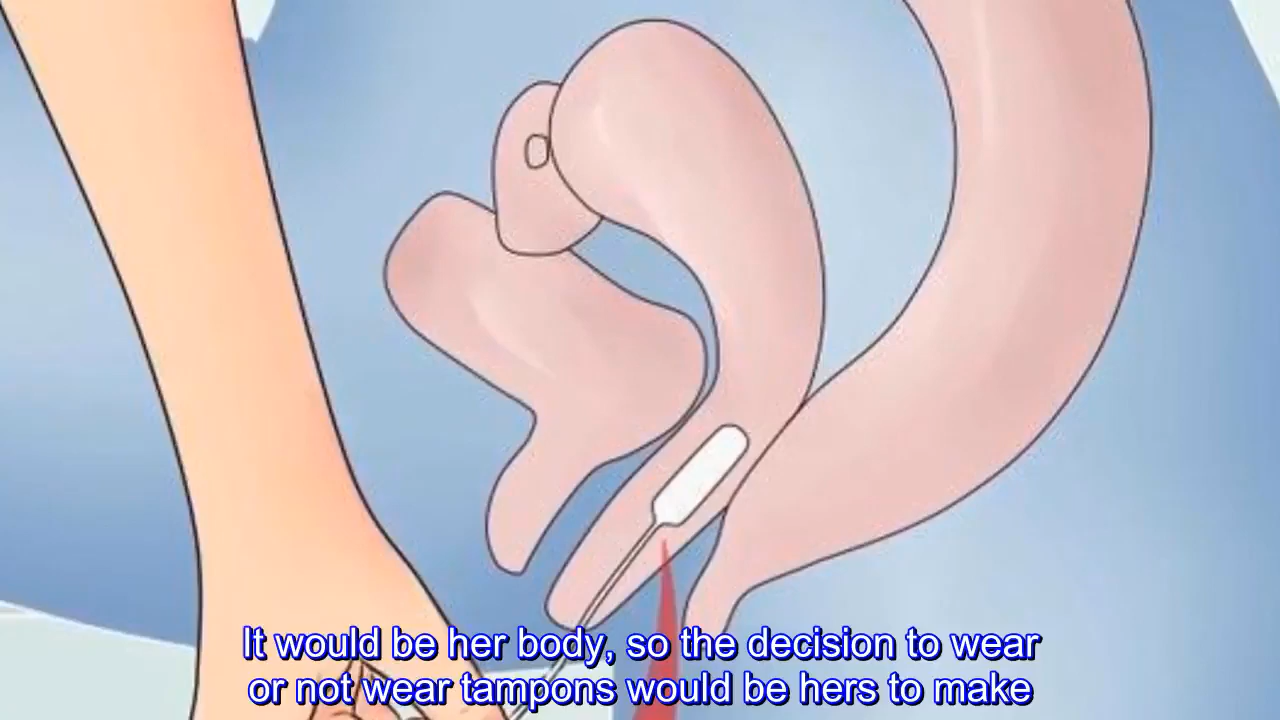 It would be her body, so the decision to wear
or not wear tampons would be hers to make